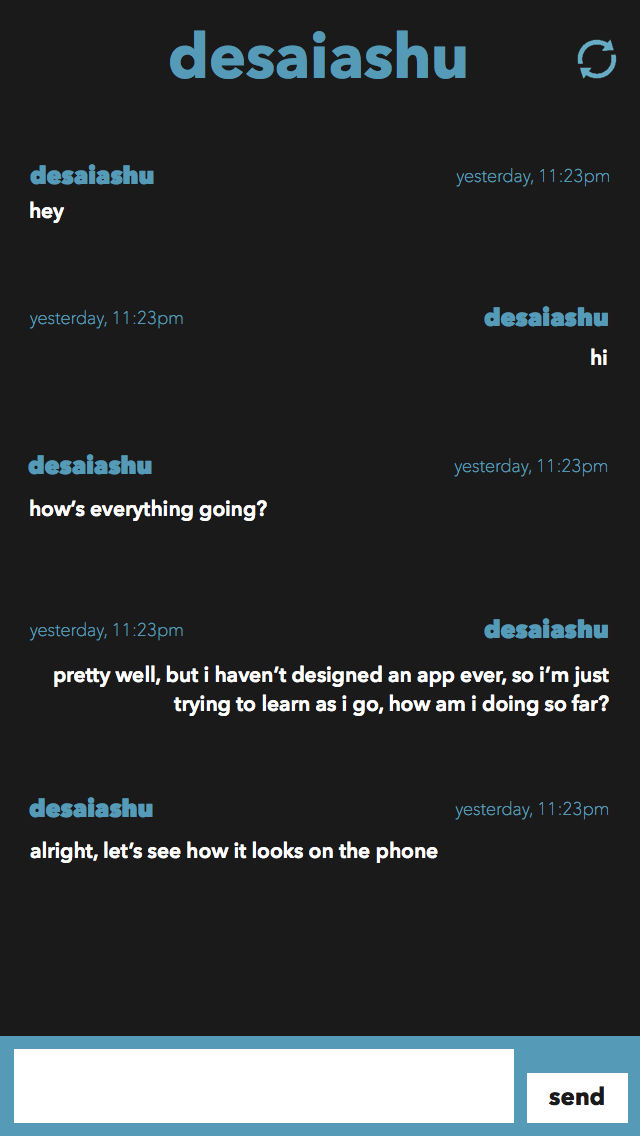 desaiashu
desaiashu yesterday, 11:23pm
hey
yesterday, 11:23pm desaiashu
hi
desaiashu yesterday, 11:23pm
how’s everything going?
yesterday, 11:23pm desaiashu
pretty well, but i haven’t designed an app ever, so i’m just
trying to learn as i go, how am i doing so far?
desaiashu yesterday, 11:23pm
alright, let’s see how it looks on the phone
send